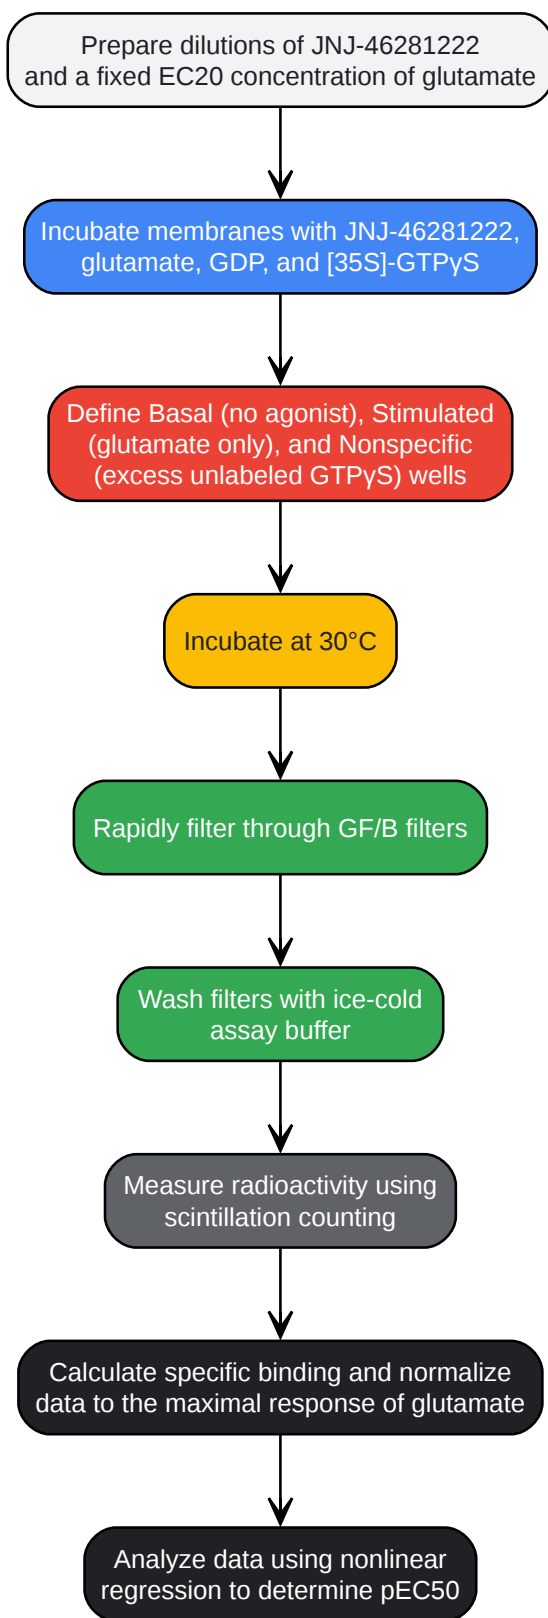 Prepare dilutions of JNJ-46281222
and a fixed EC20 concentration of glutamate
Incubate membranes with JNJ-46281222,
glutamate, GDP, and [35S]-GTPγS
Define Basal (no agonist), Stimulated
(glutamate only), and Nonspecific
(excess unlabeled GTPγS) wells
Incubate at 30°C
Rapidly filter through GF/B filters
Wash filters with ice-cold
assay buffer
Measure radioactivity using
scintillation counting
Calculate specific binding and normalize
data to the maximal response of glutamate
Analyze data using nonlinear
regression to determine pEC50